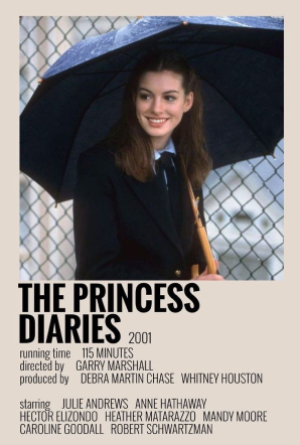 THE PRINCESS
DIARIES 2001
running time 115 MINUTES
directed by GARRY MARSHALL
produced by DEBRA MARTIN CHASE WHITNEY HOUSTON
starring JULIE ANDREWS ANNE HATHAWAY
HECTOR ELIZONDO HEATHER MATARAZZO MANDY MOORE
CAROLINE GOODALL ROBERT SCHWARTZMAN